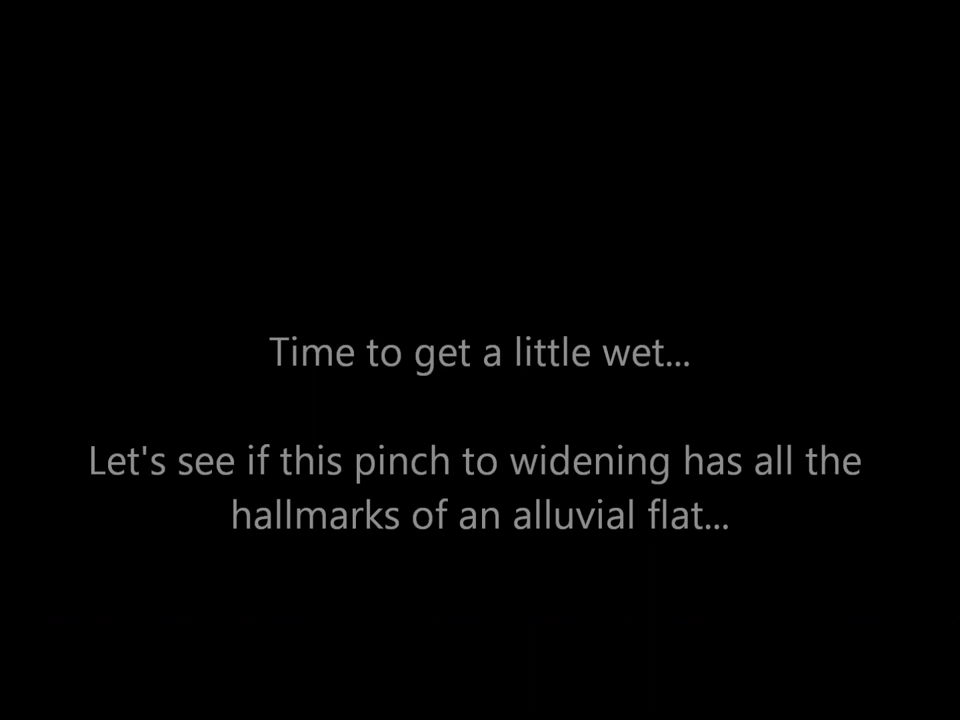 Time to get a little wet...
Let's see if this pinch to widening has all the
hallmarks of an alluvial flat...